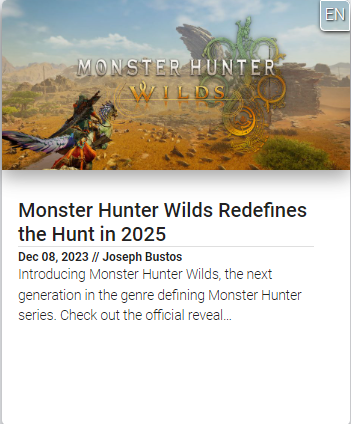 EN
MONSTER HUNTER
WILDS
Monster Hunter Wilds Redefines
the Hunt in 2025
Dec 08, 2023 // Joseph Bustos
Introducing Monster Hunter Wilds, the next
generation in the genre defining Monster Hunter
series. Check out the official reveal...